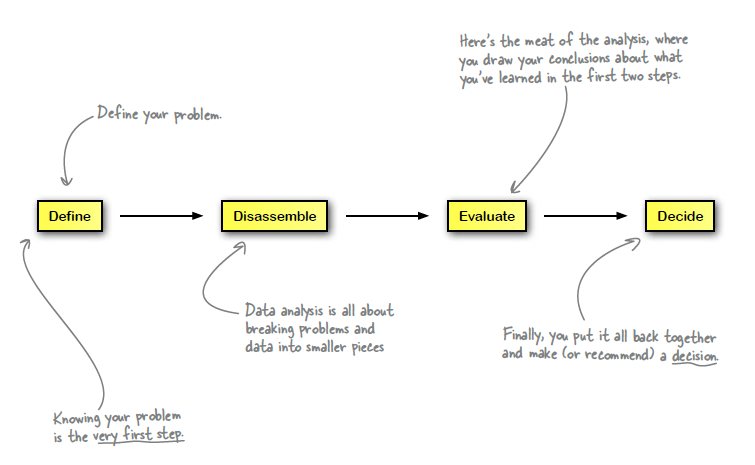 Here's the meat of the analysis, where
you draw your conclusions about what
you've learned in the first two steps.
Define your problem.
Define
Disassemble
Evaluate
Decide
Data analysis is all about
breaking problems and
data into smaller pieces
Finally, you put it all back together
and make (or recommend) a decision.
Knowing your problem
is the very first step.